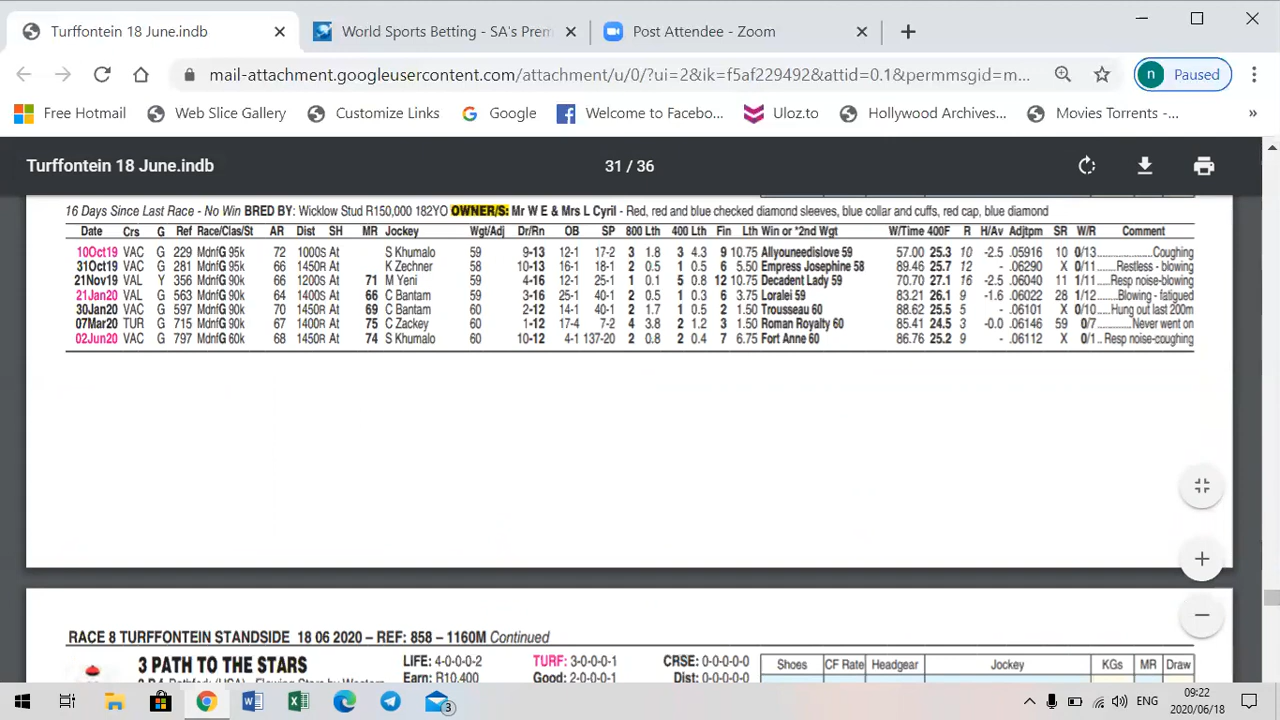 Turffontein 18 June.indb
World Sports Betting - SA's Prem
Post Attendee - Zoom
mail-attachment.googleusercontent.com/attachment/u/0/?ui=2&ik=f5af229492&attid=0.1&permmsgid=m...
n Paused
Free Hotmail
Web Slice Gallery
Customize Links
Google
Welcome to Facebo...
Uloz.to
Hollywood Archives...
Movies Torrents -...
»
Turffontein 18 June.indb
31 / 36
16 Days Since Last Race - No Win BRED BY: Wicklow Stud R150,000 182YO OWNER/S: Mr W E & Mrs L Cyril - Red, red and blue checked diamond sleeves, blue collar and cuffs, red cap, blue diamond
Date Crs G Ref Race/Clas/St AR Dist SH MR Jockey Wgt/Adj Dr/Rn OB SP 800 Lth 400 Lth Fin Lth Win or *2nd Wgt W/Time 400F R H/Av Adjtpm SR W/R Comment
10Oct19 VAC G 229 MdnfG 95k 72 1000S At S Khumalo 59 9-13 12-1 17-2 3 1.8 3 4.3 9 10.75 Allyouneedislove 59 57.00 25.3 10 -2.5 .05916 10 0/13 ..................Coughing
31Oct19 VAC G 281 MdnfG 95k 66 1450R At K Zechner 58 10-13 16-1 18-1 2 0.5 1 0.5 6 5.50 Empress Josephine 58 89.46 25.7 12 - .06290 X 0/11 ......Restless - blowing
21Nov19 VAL Y 356 MdnfG 90k 66 1200S At 71 M Yeni 59 4-16 12-1 25-1 1 0.1 5 0.8 12 10.75 Decadent Lady 59 70.70 27.1 16 -2.5 .06040 11 1/11 ....Resp noise-blowing
21Jan20 VAL G 563 MdnfG 90k 64 1400S At 66 C Bantam 59 3-16 25-1 40-1 2 0.5 1 0.3 6 3.75 Loralei 59 83.21 26.1 9 -1.6 .06022 28 1/12 ......Blowing - fatigued
30Jan20 VAC G 597 MdnfG 90k 70 1450R At 69 C Bantam 60 2-12 14-1 40-1 2 1.7 1 0.5 2 1.50 Trousseau 60 88.62 25.5 5 - .06101 X 0/10 ....Hung out last 200m
07Mar20 TUR G 715 MdnfG 90k 67 1400R At 75 C Zackey 60 1-12 17-4 7-2 4 3.8 2 1.2 3 1.50 Roman Royalty 60 85.41 24.5 3 -0.0 .06146 59 0/7 ............Never went on
02Jun20 VAC G 797 MdnfG 60k 68 1450R At 74 S Khumalo 60 10-12 4-1 137-20 2 0.8 2 0.4 7 6.75 Fort Anne 60 86.76 25.2 9 - .06112 X 0/1 .. Resp noise-coughing
RACE 8 TURFFONTEIN STANDSIDE 18 06 2020 – REF: 858 – 1160M Continued
3 PATH TO THE STARS
LIFE: 4-0-0-0-2 TURF: 3-0-0-0-1 CRSE: 0-0-0-0-0
Shoes CF Rate Headgear Jockey KGs MR Draw
Earn: R10,400 Good: 2-0-0-0-1 Dist: 0-0-0-0-0
3
ENG
09:22
2020/06/18